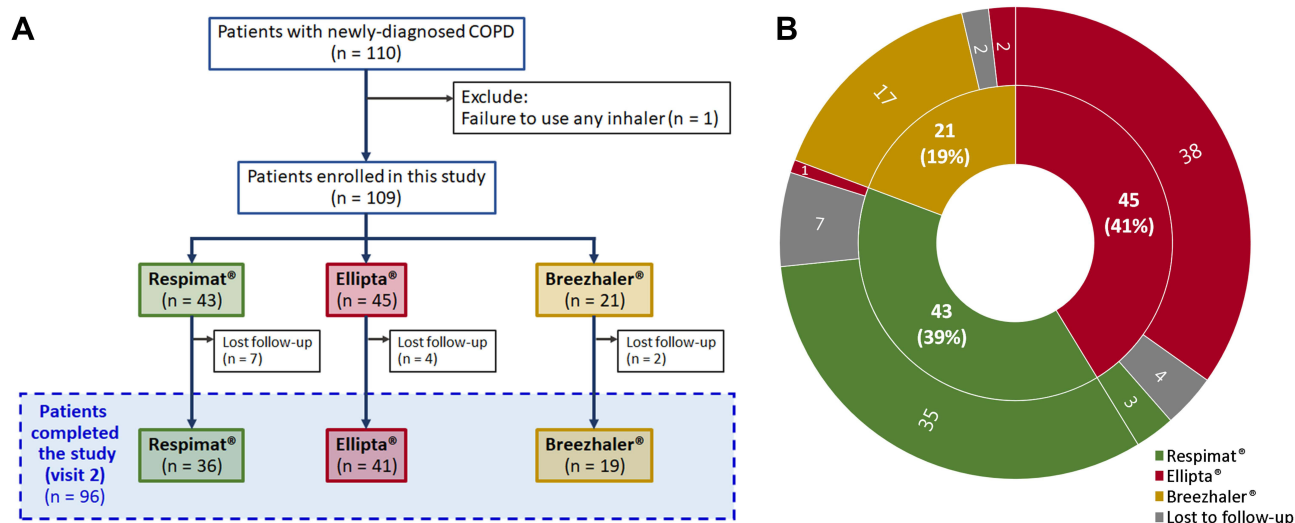 A
Patients with newly-diagnosed COPD
(n = 110)
Exclude:
Failure to use any inhaler (n = 1)
Patients enrolled in this study
(n = 109)
Respimat®
(n = 43)
Ellipta®
(n = 45)
Breezhaler®
(n = 21)
Lost follow-up
(n = 7)
Lost follow-up
(n = 4)
Lost follow-up
(n = 2)
Patients
completed
the study
(visit 2)
(n = 96)
Respimat®
(n = 36)
Ellipta®
(n = 41)
Breezhaler®
(n = 19)
B
2
2
17
21
(19%)
38
1
45
(41%)
7
43
(39%)
4
3
35
Respimat®
Ellipta®
Breezhaler®
Lost to follow-up